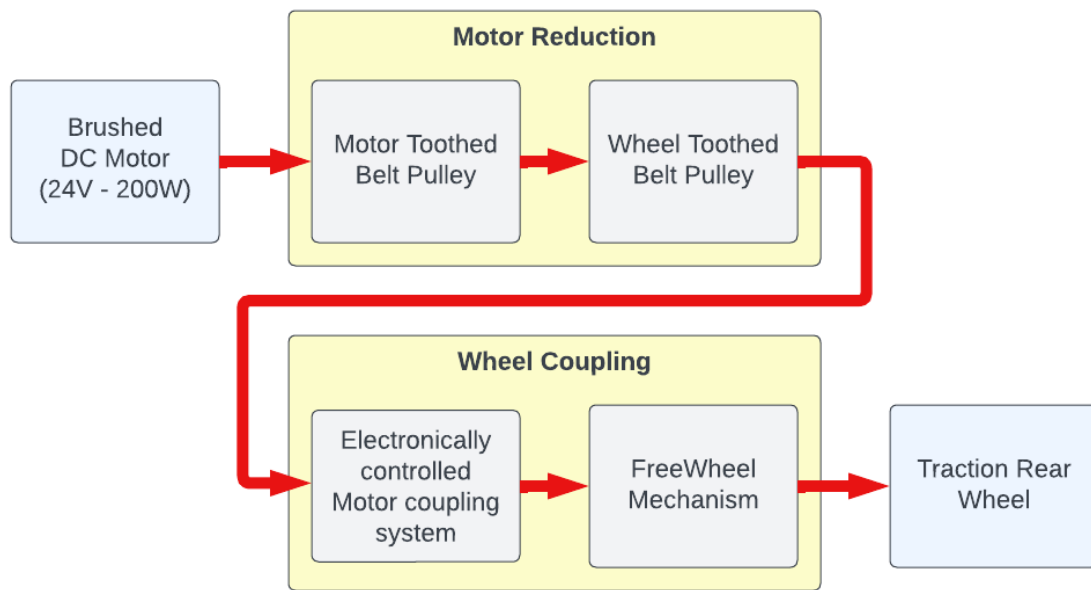 Motor Reduction
Brushed
DC Motor
(24V - 200W)
Motor Toothed
Belt Pulley
Wheel Toothed
Belt Pulley
Wheel Coupling
Electronically
controlled
Motor coupling
system
FreeWheel
Mechanism
Traction Rear
Wheel